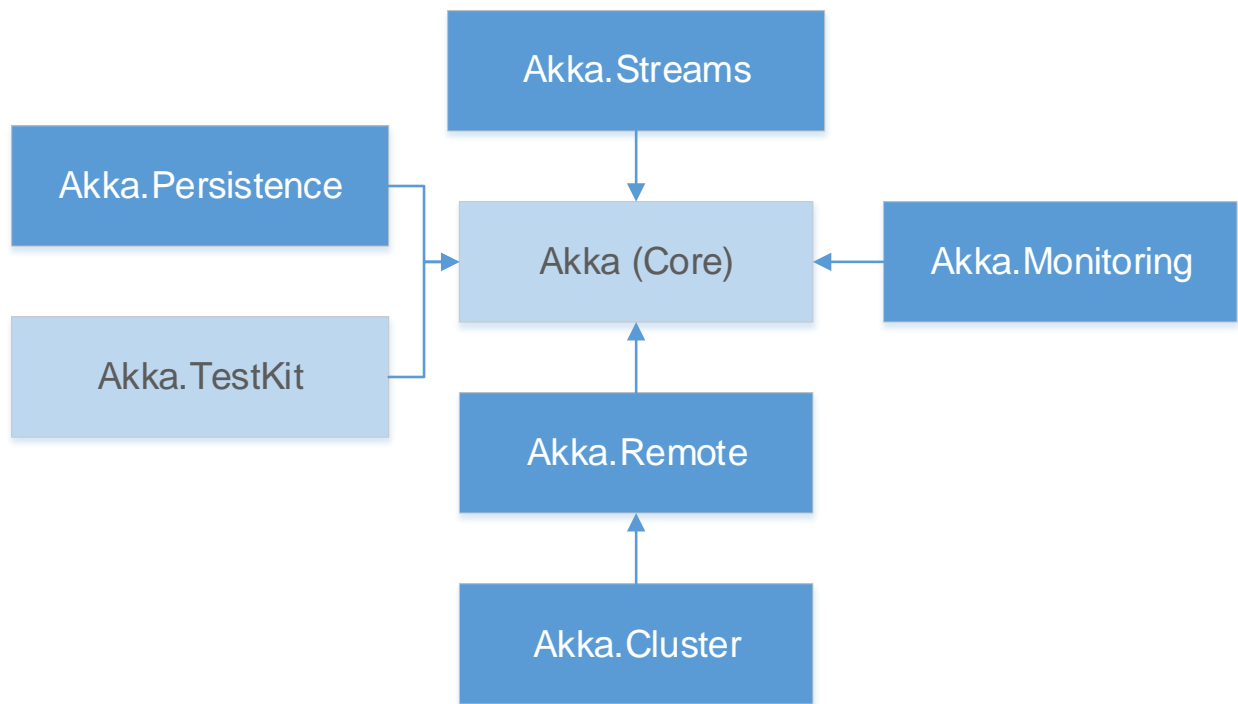 Akka.Streams
Akka.Persistence
Akka (Core)
Akka.Monitoring
Akka.TestKit
Akka.Remote
Akka.Cluster